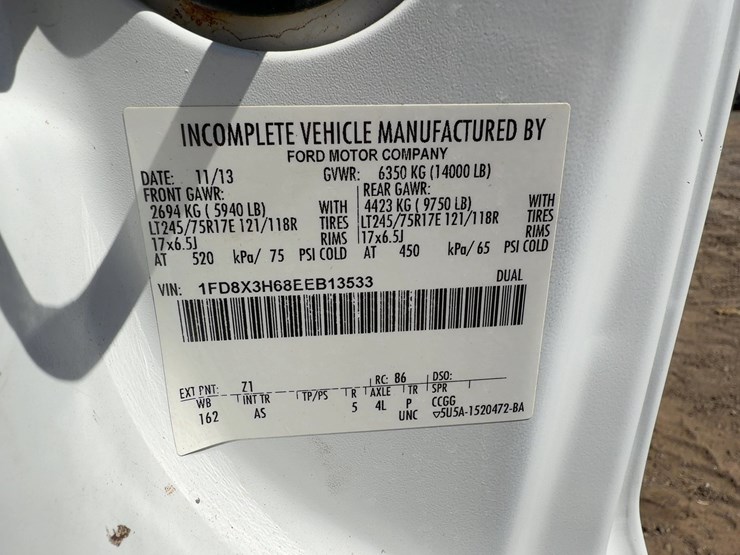 INCOMPLETE VEHICLE MANUFACTURED BY
FORD MOTOR COMPANY
DATE: 11/13 GVWR: 6350 KG (14000 LB)
FRONT GAWR: REAR GAWR:
2694 KG ( 5940 LB) WITH 4423 KG ( 9750 LB) WITH
LT245/75R17E 121/118R TIRES LT245/75R17E 121/118R TIRES
17x6.5J RIMS 17x6.5J RIMS
AT 520 kPa/ 75 PSI COLD AT 450 kPa/ 65 PSI COLD
VIN: 1FD8X3H68EEB13533 DUAL
EXT PNT: Z1 RC: 86 DSO:
WB INT TR TP/PS R AXLE TR SPR
162 AS 5 4L P CCGG
UNC ▽5U5A-1520472-BA